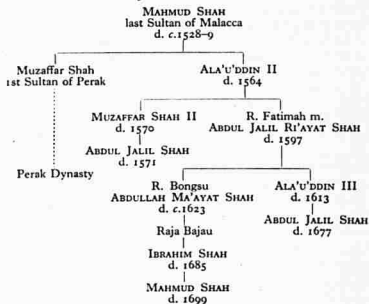 MAHMUD SHAH
last Sultan of Malacca
d. c.1528–9
Muzaffar Shah
1st Sultan of Perak
ALA'U'DDIN II
d. 1564
MUZAFFAR SHAH II
d. 1570
R. Fatimah m.
ABDUL JALIL RI'AYAT SHAH
d. 1597
ABDUL JALIL SHAH
d. 1571
Perak Dynasty
R. Bongsu
ABDULLAH MA'AYAT SHAH
d. c.1623
ALA'U'DDIN III
d. 1613
Raja Bajau
ABDUL JALIL SHAH
d. 1677
IBRAHIM SHAH
d. 1685
MAHMUD SHAH
d. 1699